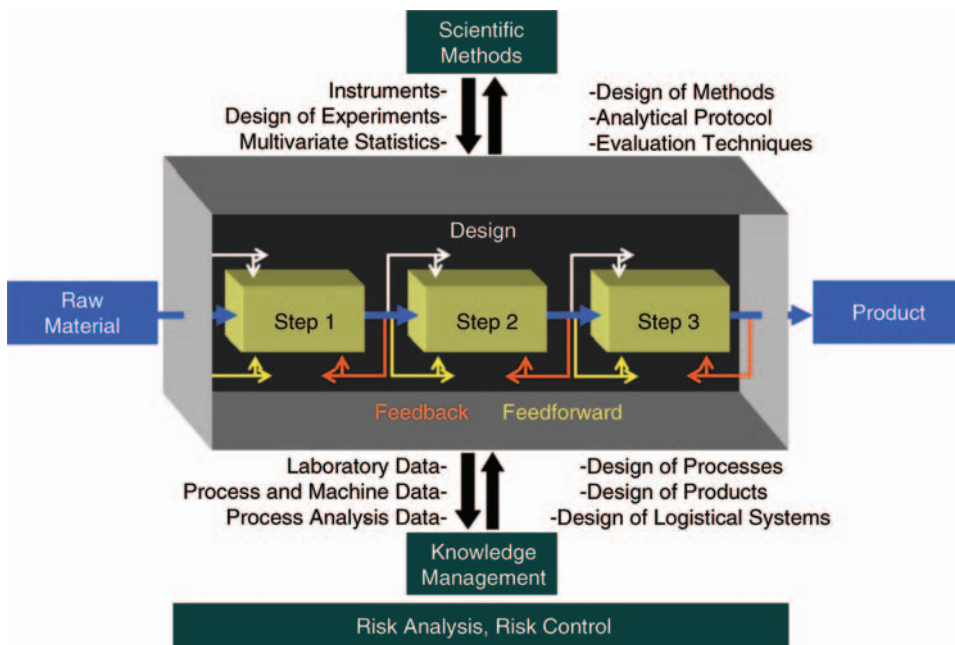 Scientific
Methods
Instruments-
Design of Experiments-
Multivariate Statistics-
-Design of Methods
-Analytical Protocol
-Evaluation Techniques
Design
Raw
Material
Step 1
Step 2
Step 3
Product
Feedback
Feedforward
Laboratory Data-
Process and Machine Data-
Process Analysis Data-
-Design of Processes
-Design of Products
-Design of Logistical Systems
Knowledge
Management
Risk Analysis, Risk Control